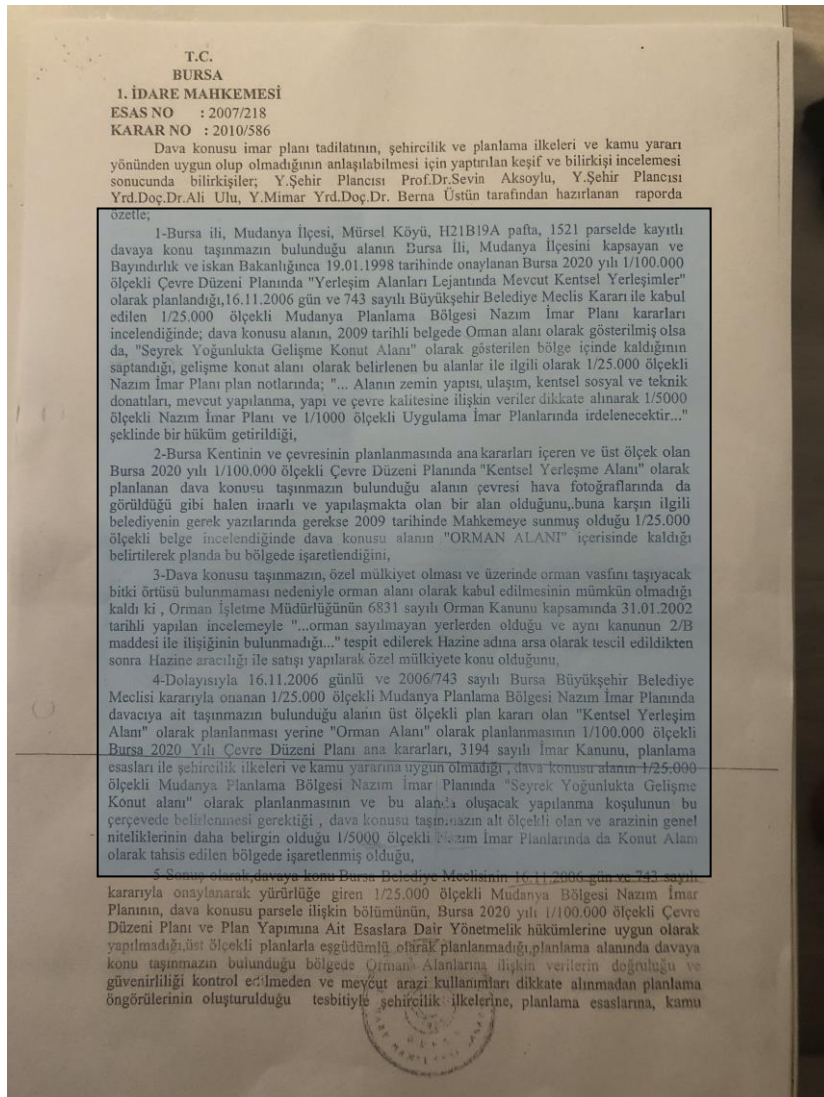 T.C.
BURSA
1. İDARE MAHKEMESİ
ESAS NO : 2007/218
KARAR NO : 2010/586
Dava konusu imar planı tadilatının, şehircilik ve planlama ilkeleri ve kamu yararı
yönünden uygun olup olmadığının anlaşılabilmesi için yaptırılan keşif ve bilirkişi incelemesi
sonucunda bilirkişiler; Y.Şehir Plancısı Prof.Dr.Sevin Aksoylu, Y.Şehir Plancısı
Yrd.Doç.Dr.Ali Ulu, Y.Mimar Yrd.Doç.Dr. Berna Üstün tarafından hazırlanan raporda
özetle;
1-Bursa ili, Mudanya İlçesi, Mürsel Köyü, H21B19A pafta, 1521 parselde kayıtlı
davaya konu taşınmazın bulunduğu alanın Bursa İli, Mudanya İlçesini kapsayan ve
Bayındırlık ve iskan Bakanlığınca 19.01.1998 tarihinde onaylanan Bursa 2020 yılı 1/100.000
ölçekli Çevre Düzeni Planında "Yerleşim Alanları Lejantında Mevcut Kentsel Yerleşimler"
olarak planlandığı,16.11.2006 gün ve 743 sayılı Büyükşehir Belediye Meclis Kararı ile kabul
edilen 1/25.000 ölçekli Mudanya Planlama Bölgesi Nazım İmar Planı kararları
incelendiğinde; dava konusu alanın, 2009 tarihli belgede Orman alanı olarak gösterilmiş olsa
da, "Seyrek Yoğunlukta Gelişme Konut Alanı" olarak gösterilen bölge içinde kaldığının
saptandığı, gelişme konut alanı olarak belirlenen bu alanlar ile ilgili olarak 1/25.000 ölçekli
Nazım İmar Planı plan notlarında; "... Alanın zemin yapısı, ulaşım, kentsel sosyal ve teknik
donatıları, mevcut yapılanma, yapı ve çevre kalitesine ilişkin veriler dikkate alınarak 1/5000
ölçekli Nazım İmar Planı ve 1/1000 ölçekli Uygulama İmar Planlarında irdelenecektir..."
şeklinde bir hüküm getirildiği,
2-Bursa Kentinin ve çevresinin planlanmasında ana kararları içeren ve üst ölçek olan
Bursa 2020 yılı 1/100.000 ölçekli Çevre Düzeni Planında "Kentsel Yerleşme Alanı" olarak
planlanan dava konusu taşınmazın bulunduğu alanın çevresi hava fotoğraflarında da
görüldüğü gibi halen imarlı ve yapılaşmakta olan bir alan olduğunu,.buna karşın ilgili
belediyenin gerek yazılarında gerekse 2009 tarihinde Mahkemeye sunmuş olduğu 1/25.000
ölçekli belge incelendiğinde dava konusu alanın "ORMAN ALANI" içerisinde kaldığı
belirtilerek planda bu bölgede işaretlendiğini,
3-Dava konusu taşınmazın, özel mülkiyet olması ve üzerinde orman vasfını taşıyacak
bitki örtüsü bulunmaması nedeniyle orman alanı olarak kabul edilmesinin mümkün olmadığı
kaldı ki , Orman İşletme Müdürlüğünün 6831 sayılı Orman Kanunu kapsamında 31.01.2002
tarihli yapılan incelemeyle "...orman sayılmayan yerlerden olduğu ve aynı kanunun 2/B
maddesi ile ilişiğinin bulunmadığı..." tespit edilerek Hazine adına arsa olarak tescil edildikten
sonra Hazine aracılığı ile satışı yapılarak özel mülkiyete konu olduğunu,
4-Dolayısıyla 16.11.2006 günlü ve 2006/743 sayılı Bursa Büyükşehir Belediye
Meclisi kararıyla onanan 1/25.000 ölçekli Mudanya Planlama Bölgesi Nazım İmar Planında
davacıya ait taşınmazın bulunduğu alanın üst ölçekli plan kararı olan "Kentsel Yerleşim
Alanı" olarak planlanması yerine "Orman Alanı" olarak planlanmasının 1/100.000 ölçekli
Bursa 2020 Yılı Çevre Düzeni Planı ana kararları, 3194 sayılı İmar Kanunu, planlama
esasları ile şehircilik ilkeleri ve kamu yararına uygun olmadığı , dava konusu alanın 1/25.000
ölçekli Mudanya Planlama Bölgesi Nazım İmar Planında "Seyrek Yoğunlukta Gelişme
Konut alanı" olarak planlanmasının ve bu alanda oluşacak yapılanma koşulunun bu
çerçevede belirlenmesi gerektiği , dava konusu taşınmazın alt ölçekli olan ve arazinin genel
niteliklerinin daha belirgin olduğu 1/5000 ölçekli Nazım İmar Planlarında da Konut Alanı
olarak tahsis edilen bölgede işaretlenmiş olduğu,
5-Sonuç olarak,davaya konu Bursa Belediye Meclisinin 16.11.2006 gün ve 743 sayılı
kararıyla onaylanarak yürürlüğe giren 1/25.000 ölçekli Mudanya Bölgesi Nazım İmar
Planının, dava konusu parsele ilişkin bölümünün, Bursa 2020 yılı 1/100.000 ölçekli Çevre
Düzeni Planı ve Plan Yapımına Ait Esaslara Dair Yönetmelik hükümlerine uygun olarak
yapılmadığı,üst ölçekli planlarla eşgüdümlü olarak planlanmadığı,planlama alanında davaya
konu taşınmazın bulunduğu bölgede Orman Alanlarına ilişkin verilerin doğruluğu ve
güvenirliliği kontrol edilmeden ve mevcut arazi kullanımları dikkate alınmadan planlama
öngörülerinin oluşturulduğu tesbitiyle şehircilik ilkelerine, planlama esaslarına, kamu